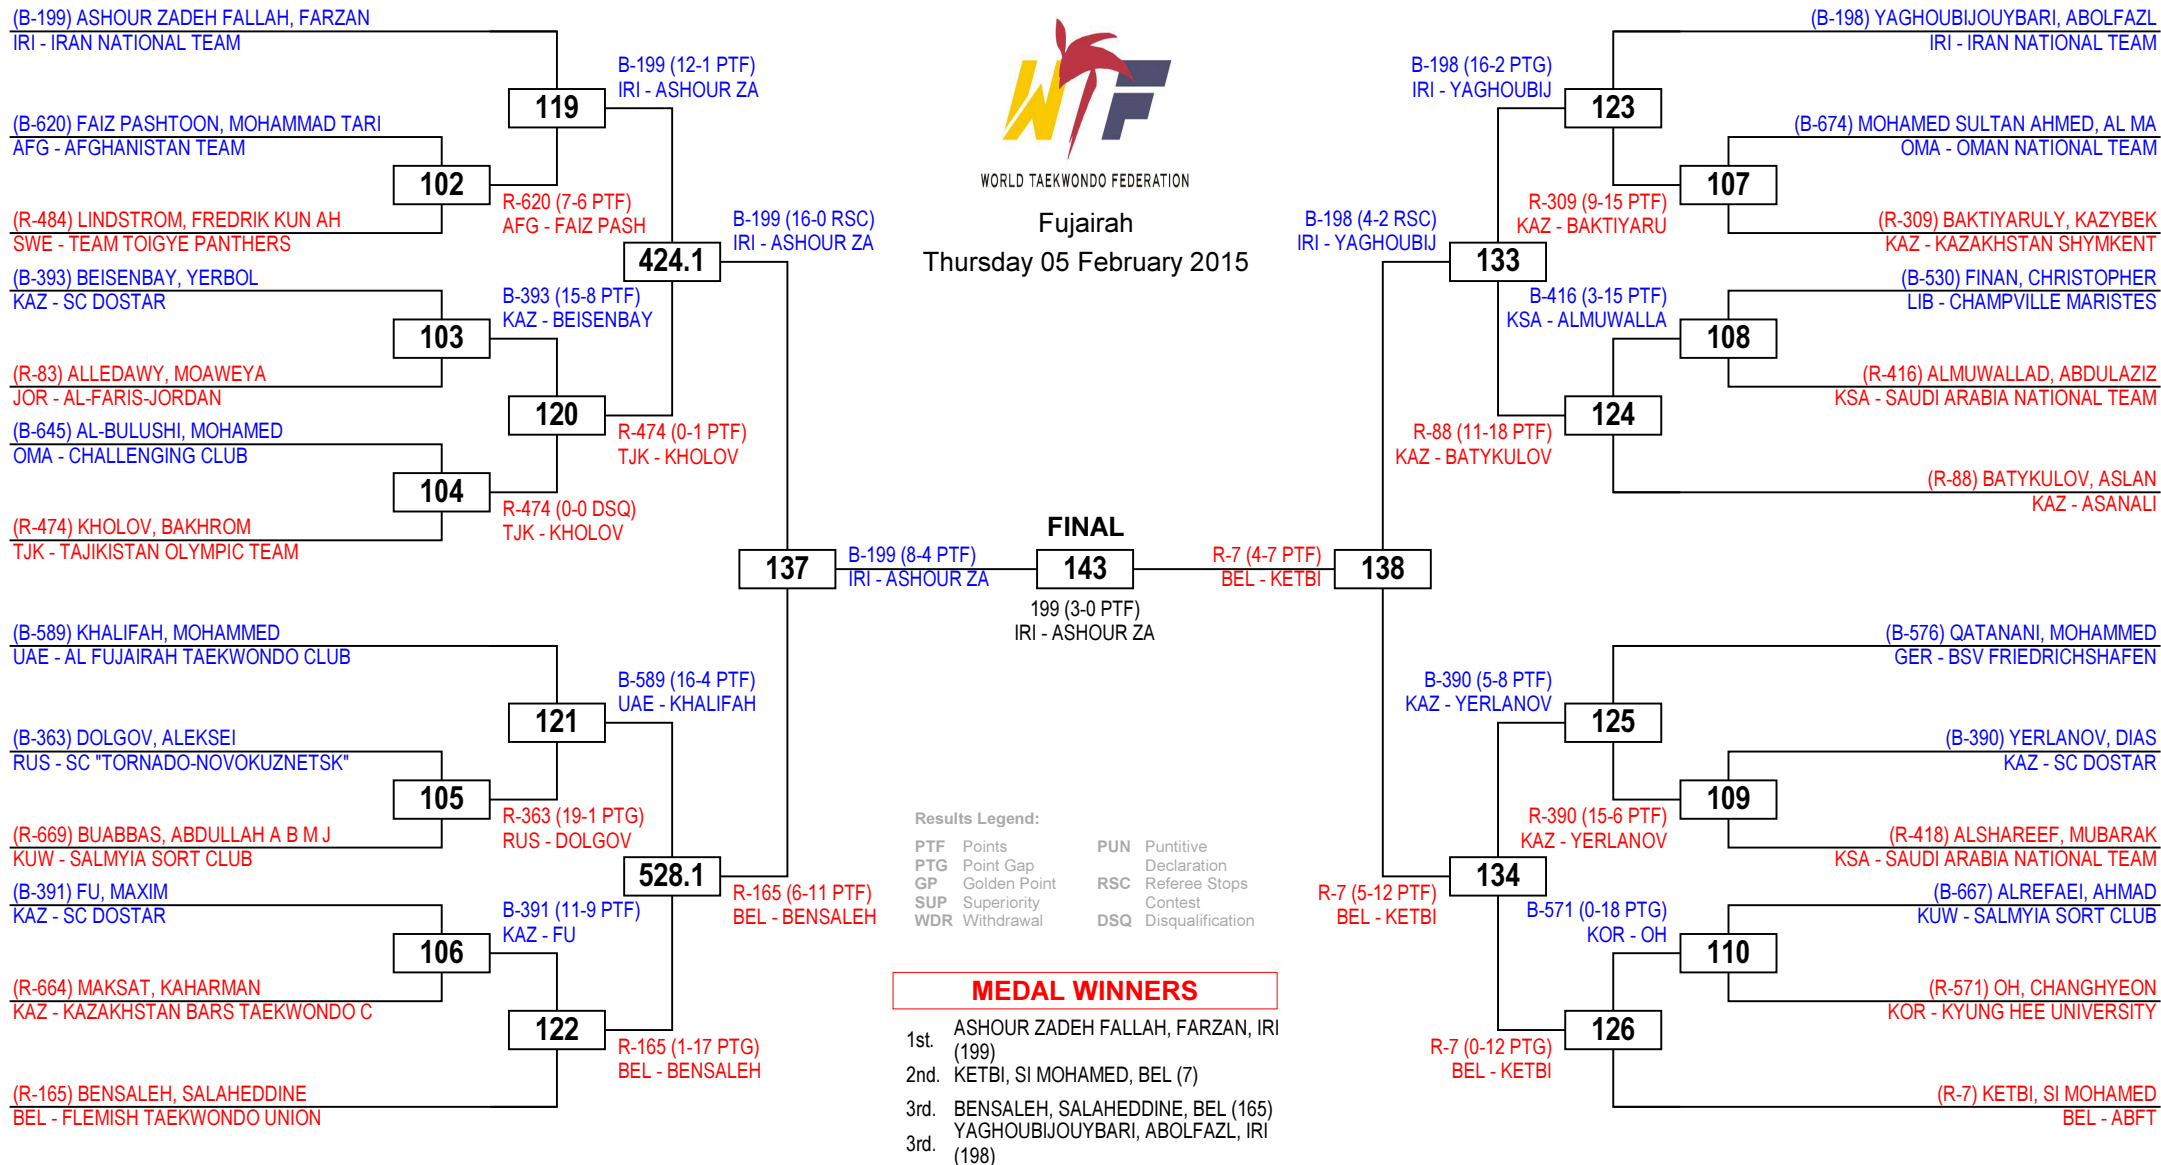 (B-199) ASHOUR ZADEH FALLAH, FARZAN
IRI - IRAN NATIONAL TEAM
(B-620) FAIZ PASHTOON, MOHAMMAD TARI
AFG - AFGHANISTAN TEAM
(R-484) LINDSTROM, FREDRIK KUN AH
SWE - TEAM TOIGYE PANTHERS
(B-393) BEISENBAY, YERBOL
KAZ - SC DOSTAR
(R-83) ALLEDAWY, MOAWEYA
JOR - AL-FARIS-JORDAN
(B-645) AL-BULUSHI, MOHAMED
OMA - CHALLENGING CLUB
(R-474) KHOLOV, BAKHROM
TJK - TAJIKISTAN OLYMPIC TEAM
(B-589) KHALIFAH, MOHAMMED
UAE - AL FUJAIRAH TAEKWONDO CLUB
(B-363) DOLGOV, ALEKSEI
RUS - SC "TORNADO-NOVOKUZNETSK"
(R-669) BUABBAS, ABDULLAH A B M J
KUW - SALMYIA SORT CLUB
(B-391) FU, MAXIM
KAZ - SC DOSTAR
(R-664) MAKSAT, KAHARMAN
KAZ - KAZAKHSTAN BARS TAEKWONDO C
(R-165) BENSALEH, SALAHEDDINE
BEL - FLEMISH TAEKWONDO UNION
102
103
104
105
106
R-620 (7-6 PTF)
AFG - FAIZ PASH
B-393 (15-8 PTF)
KAZ - BEISENBAY
R-474 (0-0 DSQ)
TJK - KHOLOV
R-363 (19-1 PTG)
RUS - DOLGOV
B-391 (11-9 PTF)
KAZ - FU
119
120
121
122
B-199 (12-1 PTF)
IRI - ASHOUR ZA
R-474 (0-1 PTF)
TJK - KHOLOV
B-589 (16-4 PTF)
UAE - KHALIFAH
R-165 (1-17 PTG)
BEL - BENSALEH
424.1
528.1
B-199 (16-0 RSC)
IRI - ASHOUR ZA
R-165 (6-11 PTF)
BEL - BENSALEH
137
B-199 (8-4 PTF)
IRI - ASHOUR ZA
WTF
WORLD TAEKWONDO FEDERATION
Fujairah
Thursday 05 February 2015
FINAL
143
199 (3-0 PTF)
IRI - ASHOUR ZA
R-7 (4-7 PTF)
BEL - KETBI
138
B-198 (4-2 RSC)
IRI - YAGHOUBIJ
R-7 (5-12 PTF)
BEL - KETBI
133
134
B-198 (16-2 PTG)
IRI - YAGHOUBIJ
R-88 (11-18 PTF)
KAZ - BATYKULOV
B-390 (5-8 PTF)
KAZ - YERLANOV
R-7 (0-12 PTG)
BEL - KETBI
123
124
125
126
R-309 (9-15 PTF)
KAZ - BAKTIYARU
B-416 (3-15 PTF)
KSA - ALMUWALLA
R-390 (15-6 PTF)
KAZ - YERLANOV
B-571 (0-18 PTG)
KOR - OH
107
108
109
110
(B-198) YAGHOUBIJOUYBARI, ABOLFAZL
IRI - IRAN NATIONAL TEAM
(B-674) MOHAMED SULTAN AHMED, AL MA
OMA - OMAN NATIONAL TEAM
(R-309) BAKTIYARULY, KAZYBEK
KAZ - KAZAKHSTAN SHYMKENT
(B-530) FINAN, CHRISTOPHER
LIB - CHAMPVILLE MARISTES
(R-416) ALMUWALLAD, ABDULAZIZ
KSA - SAUDI ARABIA NATIONAL TEAM
(R-88) BATYKULOV, ASLAN
KAZ - ASANALI
(B-576) QATANANI, MOHAMMED
GER - BSV FRIEDRICHSHAFEN
(B-390) YERLANOV, DIAS
KAZ - SC DOSTAR
(R-418) ALSHAREEF, MUBARAK
KSA - SAUDI ARABIA NATIONAL TEAM
(B-667) ALREFAEI, AHMAD
KUW - SALMYIA SORT CLUB
(R-571) OH, CHANGHYEON
KOR - KYUNG HEE UNIVERSITY
(R-7) KETBI, SI MOHAMED
BEL - ABFT
Results Legend:
PTF Points
PTG Point Gap
GP Golden Point
SUP Superiority
WDR Withdrawal
PUN Puntitive
Declaration
RSC Referee Stops
Contest
DSQ Disqualification
MEDAL WINNERS
1st. ASHOUR ZADEH FALLAH, FARZAN, IRI
(199)
2nd. KETBI, SI MOHAMED, BEL (7)
3rd. BENSALEH, SALAHEDDINE, BEL (165)
3rd. YAGHOUBIJOUYBARI, ABOLFAZL, IRI
(198)